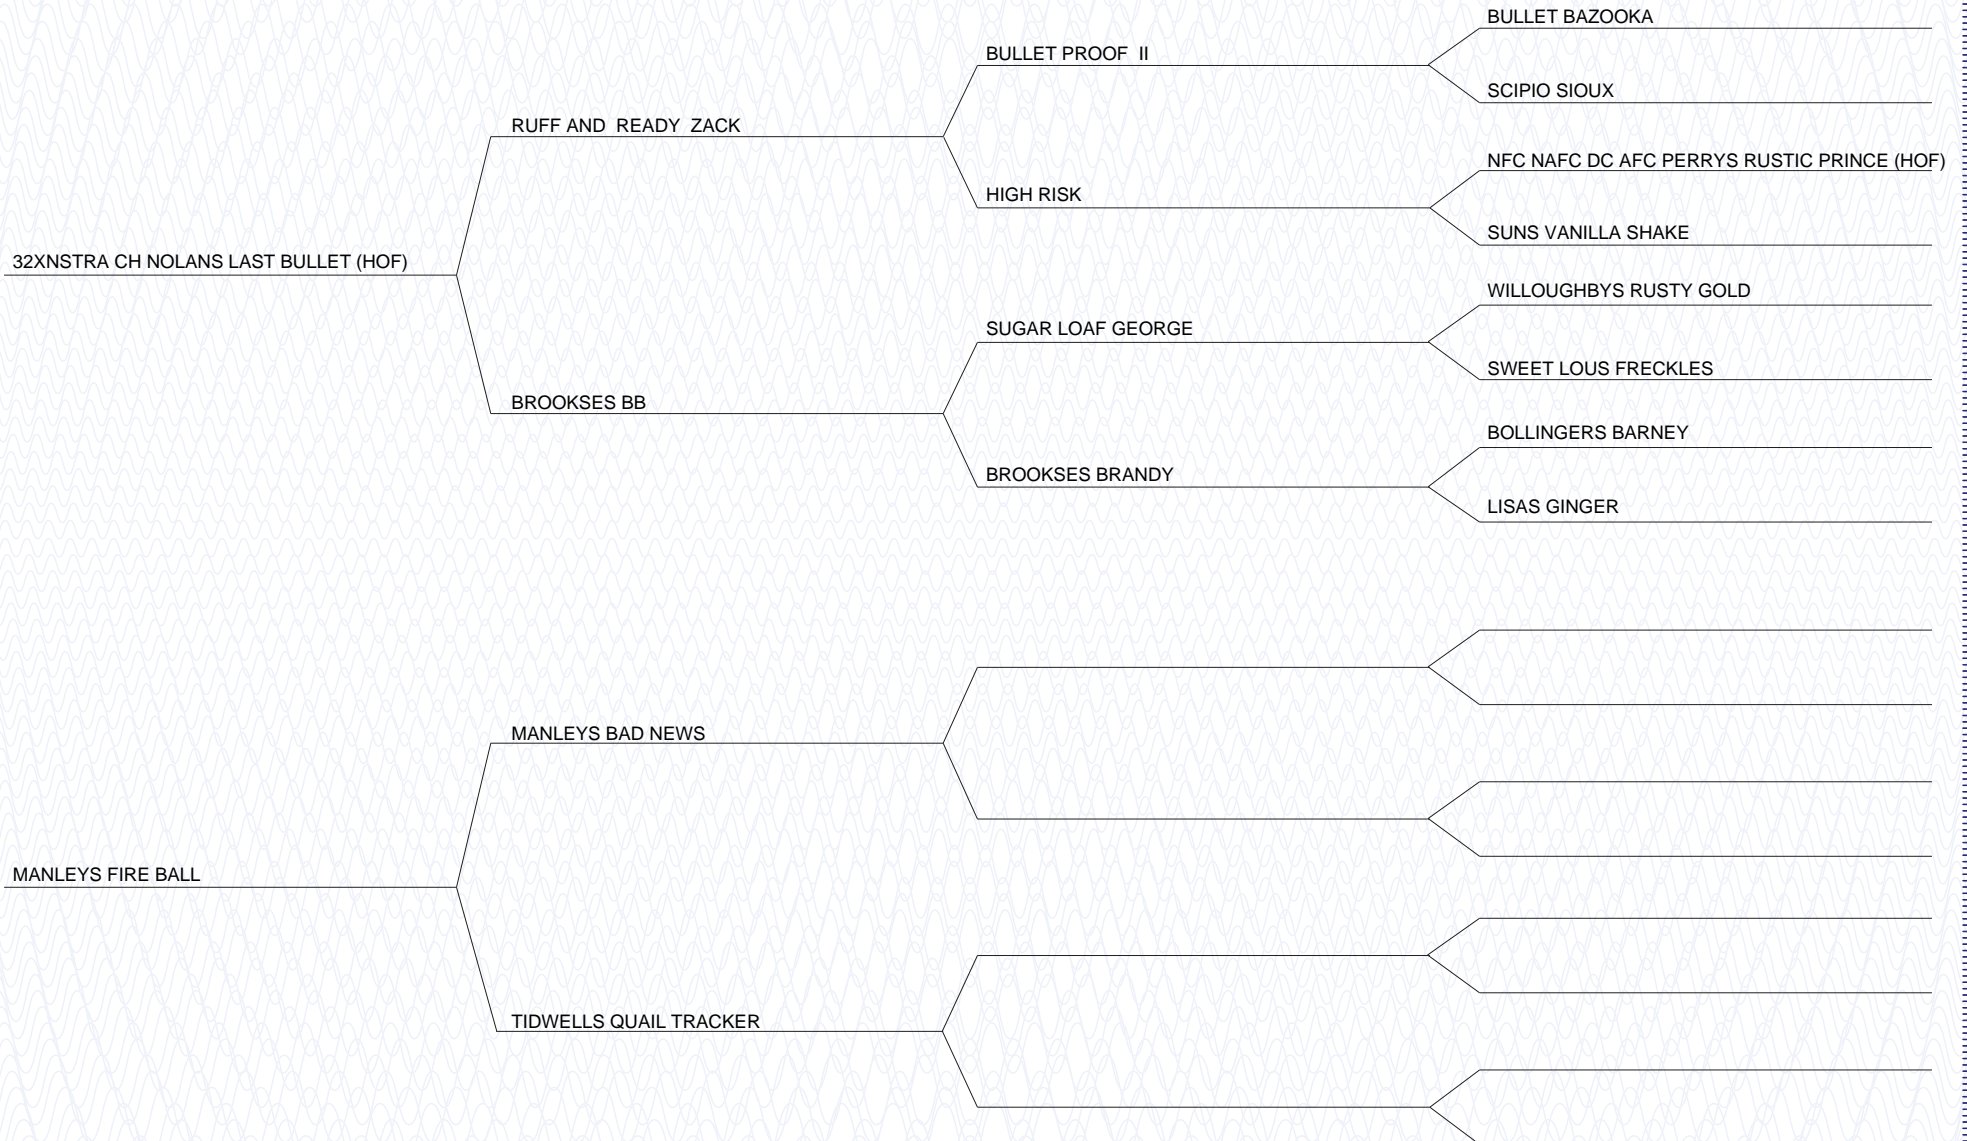 BULLET BAZOOKA
BULLET PROOF  II
SCIPIO SIOUX
RUFF AND  READY  ZACK
NFC NAFC DC AFC PERRYS RUSTIC PRINCE (HOF)
HIGH RISK
SUNS VANILLA SHAKE
32XNSTRA CH NOLANS LAST BULLET (HOF)
WILLOUGHBYS RUSTY GOLD
SUGAR LOAF GEORGE
SWEET LOUS FRECKLES
BROOKSES BB
BOLLINGERS BARNEY
BROOKSES BRANDY
LISAS GINGER
MANLEYS BAD NEWS
MANLEYS FIRE BALL
TIDWELLS QUAIL TRACKER